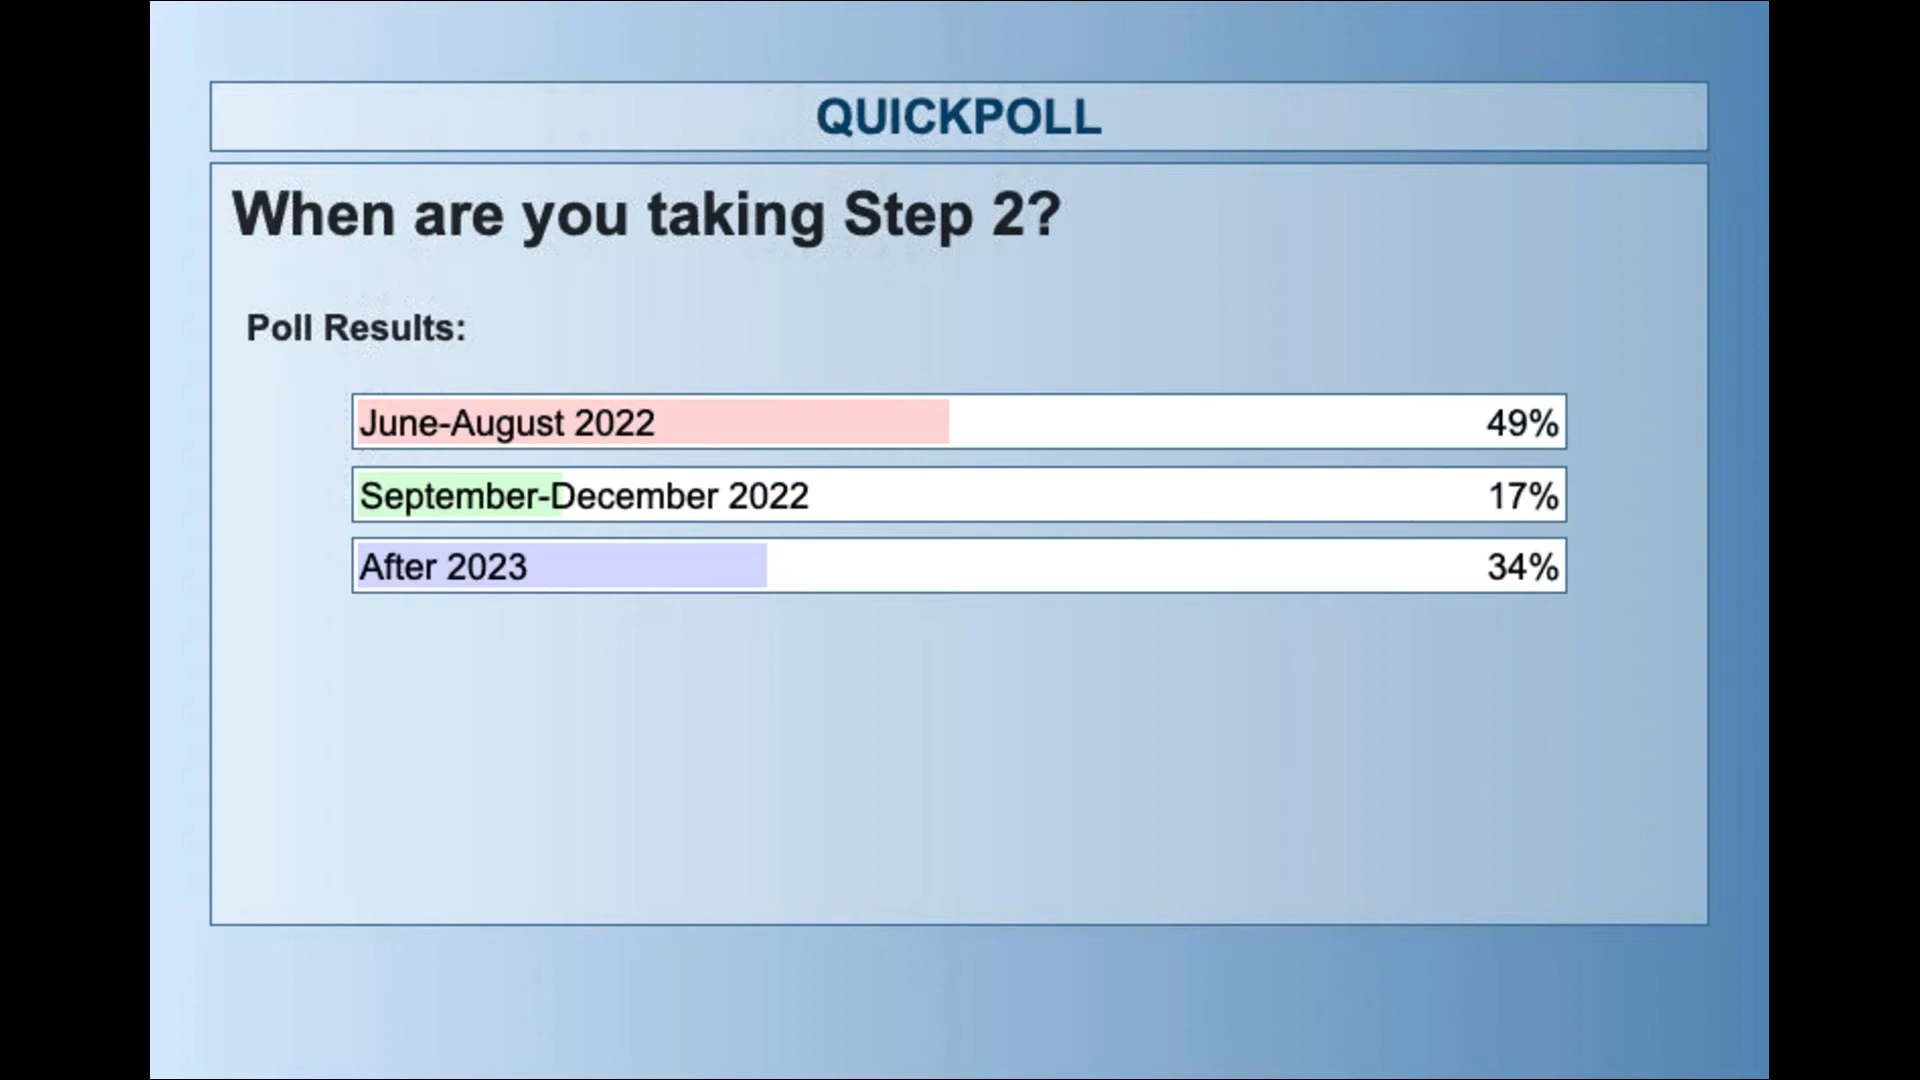 QUICKPOLL
When are you taking Step 2?
Poll Results:
June-August 2022 49%
September-December 2022 17%
After 2023 34%